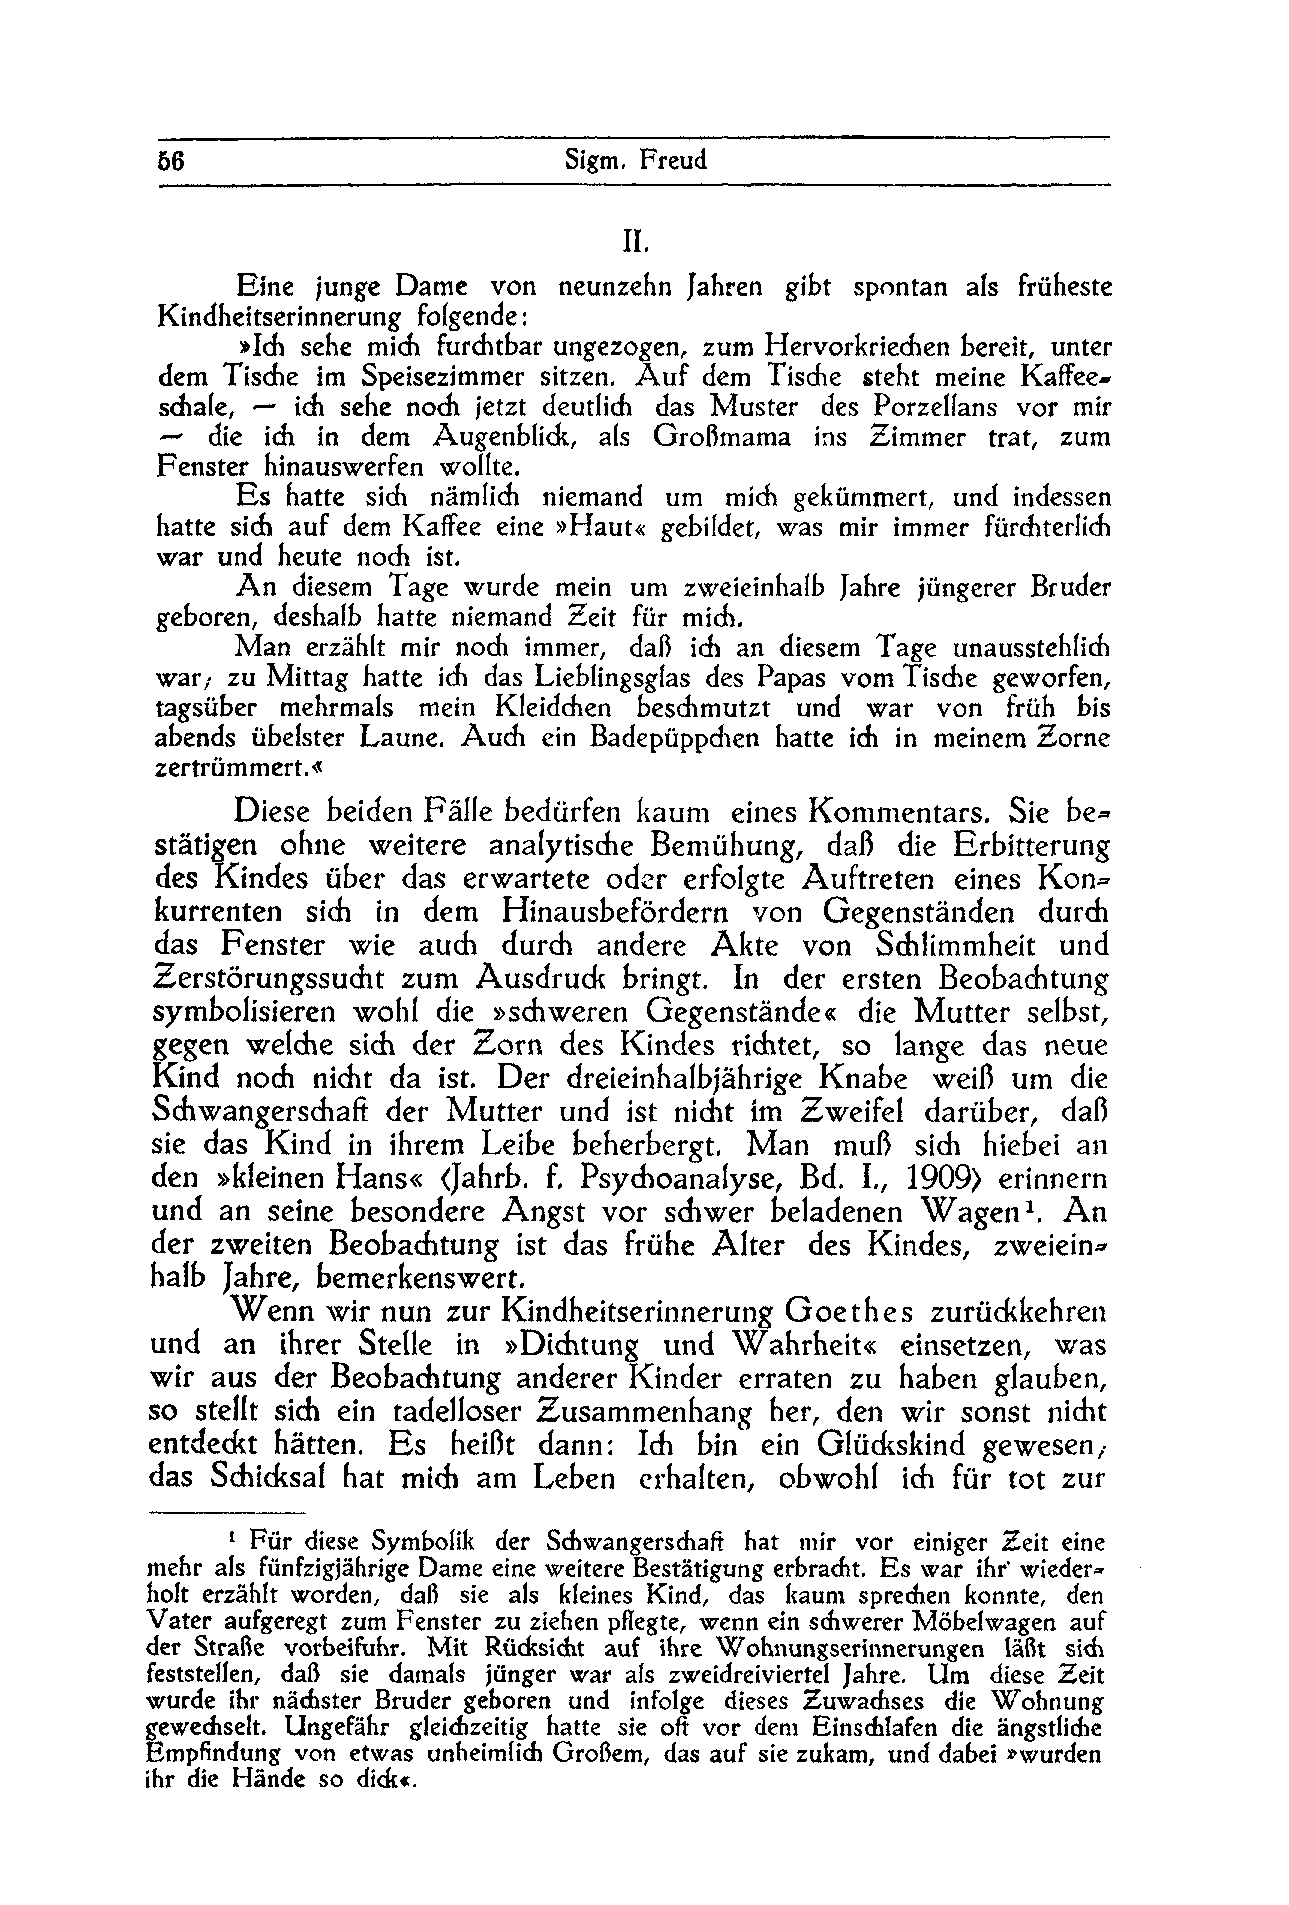 56
Sigm. Freud
II.
Eine junge Dame von neunzehn Jahren gibt spontan als früheste
Kindheitserinnerung folgende:
»Ich sehe mich furchtbar ungezogen, zum Hervorkriechen bereit, unter
dem Tische im Speisezimmer sitzen. Auf dem Tische steht meine Kaffee-
schale, — ich sehe noch jetzt deutlich das Muster des Porzellans vor mir
— die ich in dem Augenblick, als Großmama ins Zimmer trat, zum
Fenster hinauswerfen wollte.
Es hatte sich nämlich niemand um mich gekümmert, und indessen
hatte sich auf dem Kaffee eine »Haut« gebildet, was mir immer fürchterlich
war und heute noch ist.
An diesem Tage wurde mein um zweieinhalb Jahre jüngerer Bruder
geboren, deshalb hatte niemand Zeit für mich.
Man erzählt mir noch immer, daß ich an diesem Tage unausstehlich
war; zu Mittag hatte ich das Lieblingsglas des Papas vom Tische geworfen,
tagsüber mehrmals mein Kleidchen beschmutzt und war von früh bis
abends übelster Laune. Auch ein Badepüppchen hatte ich in meinem Zorne
zertrümmert.«
Diese beiden Fälle bedürfen kaum eines Kommentars. Sie be-
stätigen ohne weitere analytische Bemühung, daß die Erbitterung
des Kindes über das erwartete oder erfolgte Auftreten eines Kon-
kurrenten sich in dem Hinausbefördern von Gegenständen durch
das Fenster wie auch durch andere Akte von Schlimmheit und
Zerstörungssucht zum Ausdruck bringt. In der ersten Beobachtung
symbolisieren wohl die »schweren Gegenstände« die Mutter selbst,
gegen welche sich der Zorn des Kindes richtet, so lange das neue
Kind noch nicht da ist. Der dreieinhalbjährige Knabe weiß um die
Schwangerschaft der Mutter und ist nicht im Zweifel darüber, daß
sie das Kind in ihrem Leibe beherbergt. Man muß sich hiebei an
den »kleinen Hans« (Jahrb. f. Psychoanalyse, Bd. I., 1909) erinnern
und an seine besondere Angst vor schwer beladenen Wagen¹. An
der zweiten Beobachtung ist das frühe Alter des Kindes, zweiein-
halb Jahre, bemerkenswert.
Wenn wir nun zur Kindheitserinnerung Goethes zurückkehren
und an ihrer Stelle in »Dichtung und Wahrheit« einsetzen, was
wir aus der Beobachtung anderer Kinder erraten zu haben glauben,
so stellt sich ein tadelloser Zusammenhang her, den wir sonst nicht
entdeckt hätten. Es heißt dann: Ich bin ein Glückskind gewesen;
das Schicksal hat mich am Leben erhalten, obwohl ich für tot zur
¹ Für diese Symbolik der Schwangerschaft hat mir vor einiger Zeit eine
mehr als fünfzigjährige Dame eine weitere Bestätigung erbracht. Es war ihr wieder-
holt erzählt worden, daß sie als kleines Kind, das kaum sprechen konnte, den
Vater aufgeregt zum Fenster zu ziehen pflegte, wenn ein schwerer Möbelwagen auf
der Straße vorbeifuhr. Mit Rücksicht auf ihre Wohnungserinnerungen läßt sich
feststellen, daß sie damals jünger war als zweidreiviertel Jahre. Um diese Zeit
wurde ihr nächster Bruder geboren und infolge dieses Zuwachses die Wohnung
gewechselt. Ungefähr gleichzeitig hatte sie oft vor dem Einschlafen die ängstliche
Empfindung von etwas unheimlich Großem, das auf sie zukam, und dabei »wurden
ihr die Hände so dick«.